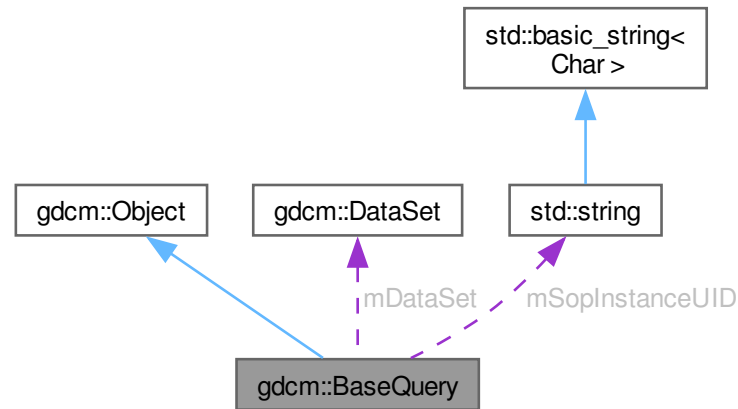 std::basic_string<
Char >
gdcm::Object
gdcm::DataSet
std::string
mDataSet
mSopInstanceUID
gdcm::BaseQuery